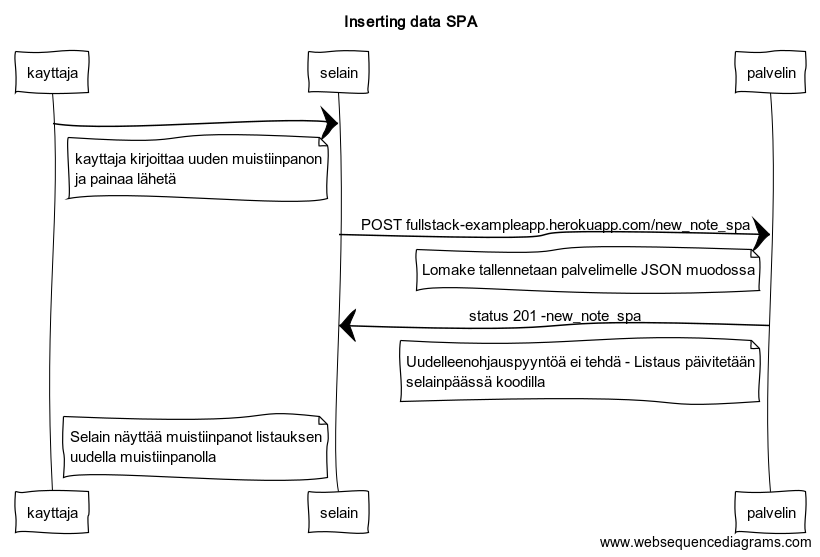 Inserting data SPA
kayttaja
selain
palvelin
kayttaja kirjoittaa uuden muistiinpanon
ja painaa lähetä
POST fullstack-exampleapp.herokuapp.com/new_note_spa
Lomake tallennetaan palvelimelle JSON muodossa
status 201 -new_note_spa
Uudelleenohjauspyyntöä ei tehdä - Listaus päivitetään
selainpäässä koodilla
Selain näyttää muistiinpanot listauksen
uudella muistiinpanolla
kayttaja
selain
palvelin
www.websequencediagrams.com